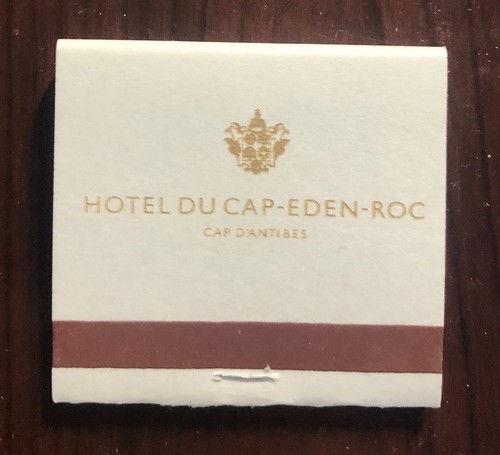 HOTEL DU CAP-EDEN-ROC
CAP D'ANTIBES